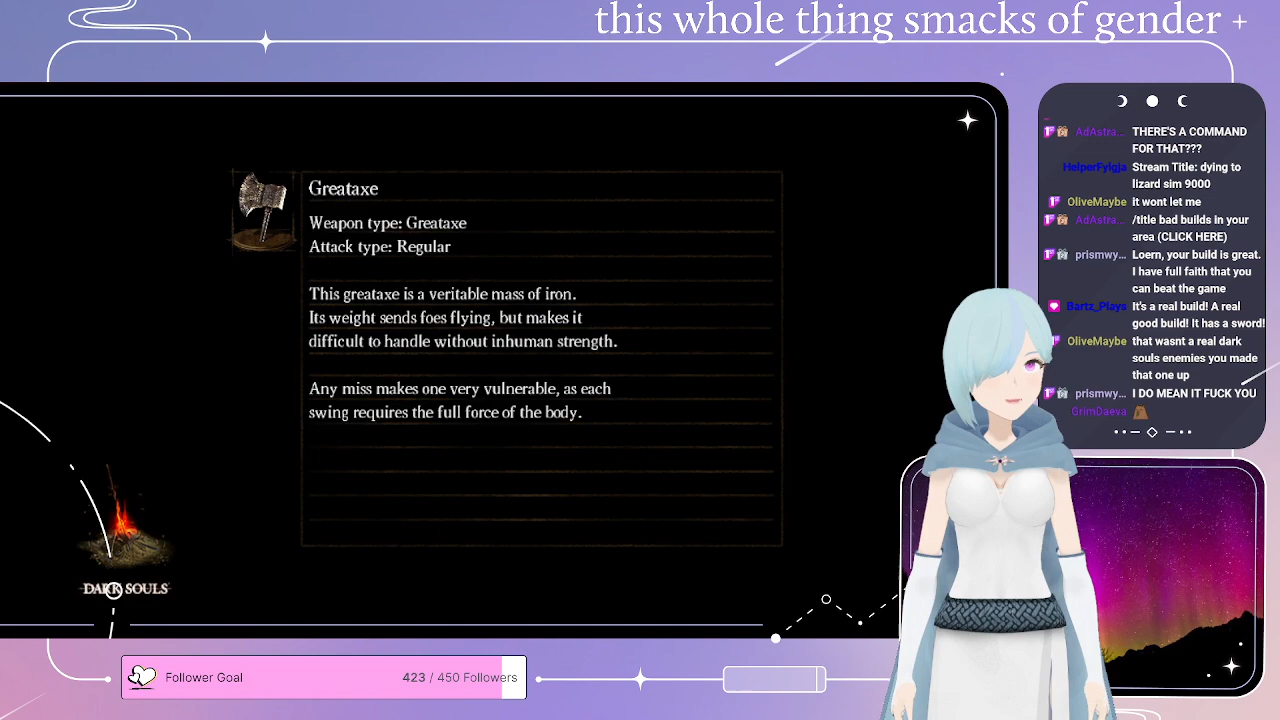 this whole thing smacks of gender +
Greataxe
Weapon type: Greataxe
Attack type: Regular
This greataxe is a veritable mass of iron.
Its weight sends foes flying, but makes it
difficult to handle without inhuman strength.
Any miss makes one very vulnerable, as each
swing requires the full force of the body.
DARK SOULS
AdAstra... THERE'S A COMMAND
FOR THAT???
HelperFylgja Stream Title: dying to
lizard sim 9000
OliveMaybe it wont let me
AdAstra... /title bad builds in your
area (CLICK HERE)
prismwy... Loern, your build is great.
I have full faith that you
can beat the game
Bartz_Plays It's a real build! A real
good build! It has a sword!
OliveMaybe that wasnt a real dark
souls enemies you made
that one up
prismwy... I DO MEAN IT FUCK YOU
GrimDaeva
Follower Goal 423 / 450 Followers